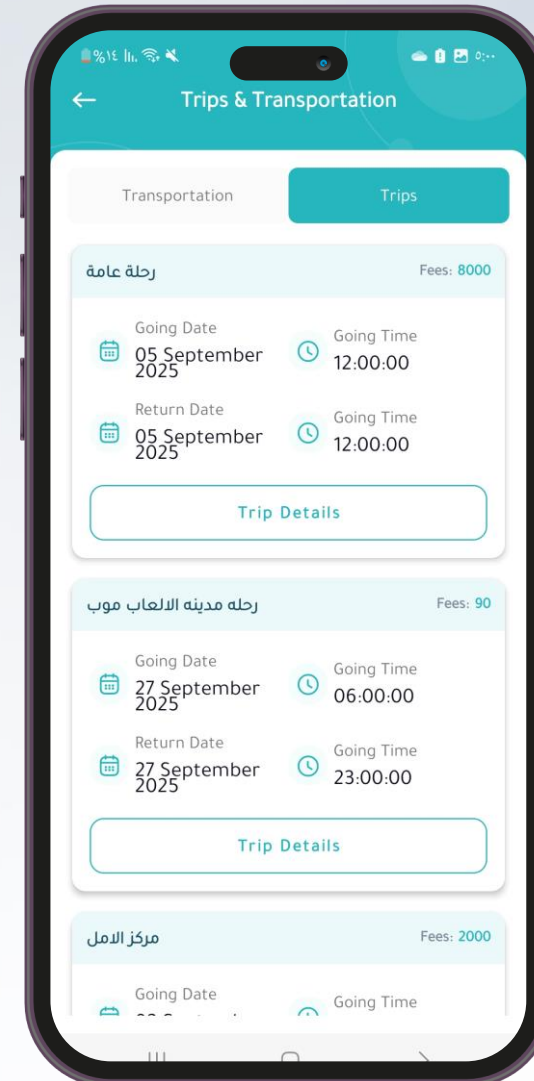 %١٤
٥:٠٠
Trips & Transportation
Transportation
Trips
رحلة عامة
Fees: 8000
Going Date
05 September
2025
Going Time
12:00:00
Return Date
05 September
2025
Going Time
12:00:00
Trip Details
رحله مدينه الالعاب موب
Fees: 90
Going Date
27 September
2025
Going Time
06:00:00
Return Date
27 September
2025
Going Time
23:00:00
Trip Details
مركز الامل
Fees: 2000
Going Date
Going Time